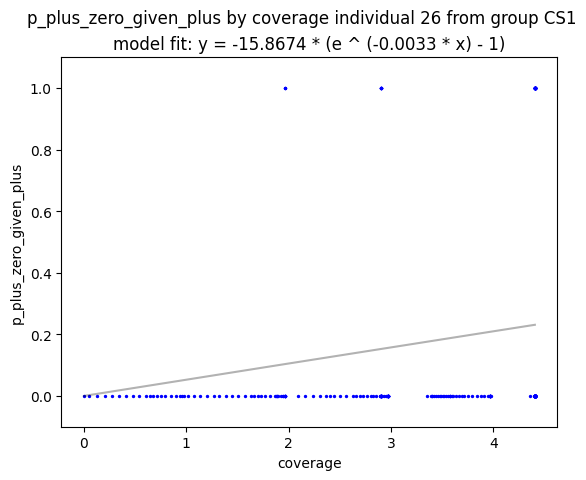 p_plus_zero_given_plus by coverage individual 26 from group CS1
model fit: y = -15.8674 * (e ^ (-0.0033 * x) - 1)
1.0
0.8
0.6
0.4
0.2
0.0
p_plus_zero_given_plus
0 1 2 3 4
coverage